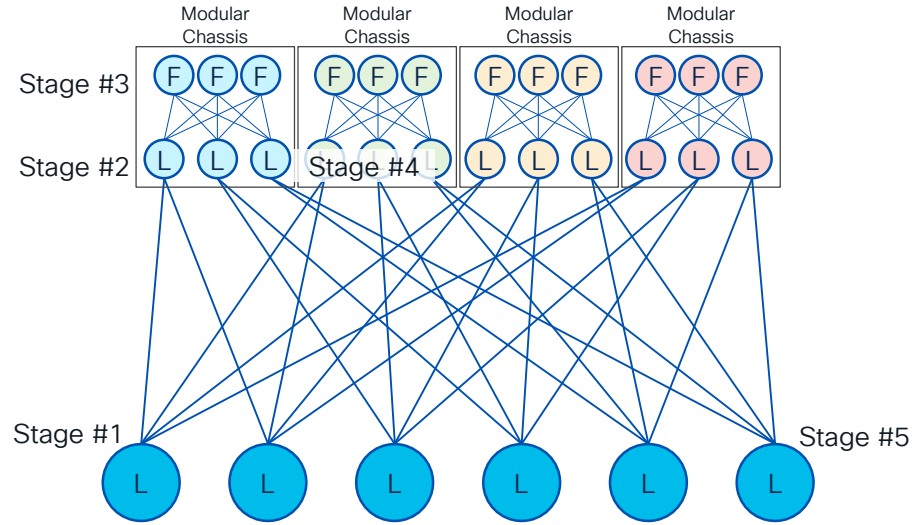 Modular Chassis
Modular Chassis
Modular Chassis
Modular Chassis
Stage #3
F F F F F F F F F F F F
Stage #2
L L L L L L L L L L L L
Stage #4
Stage #1
Stage #5
L L L L L L